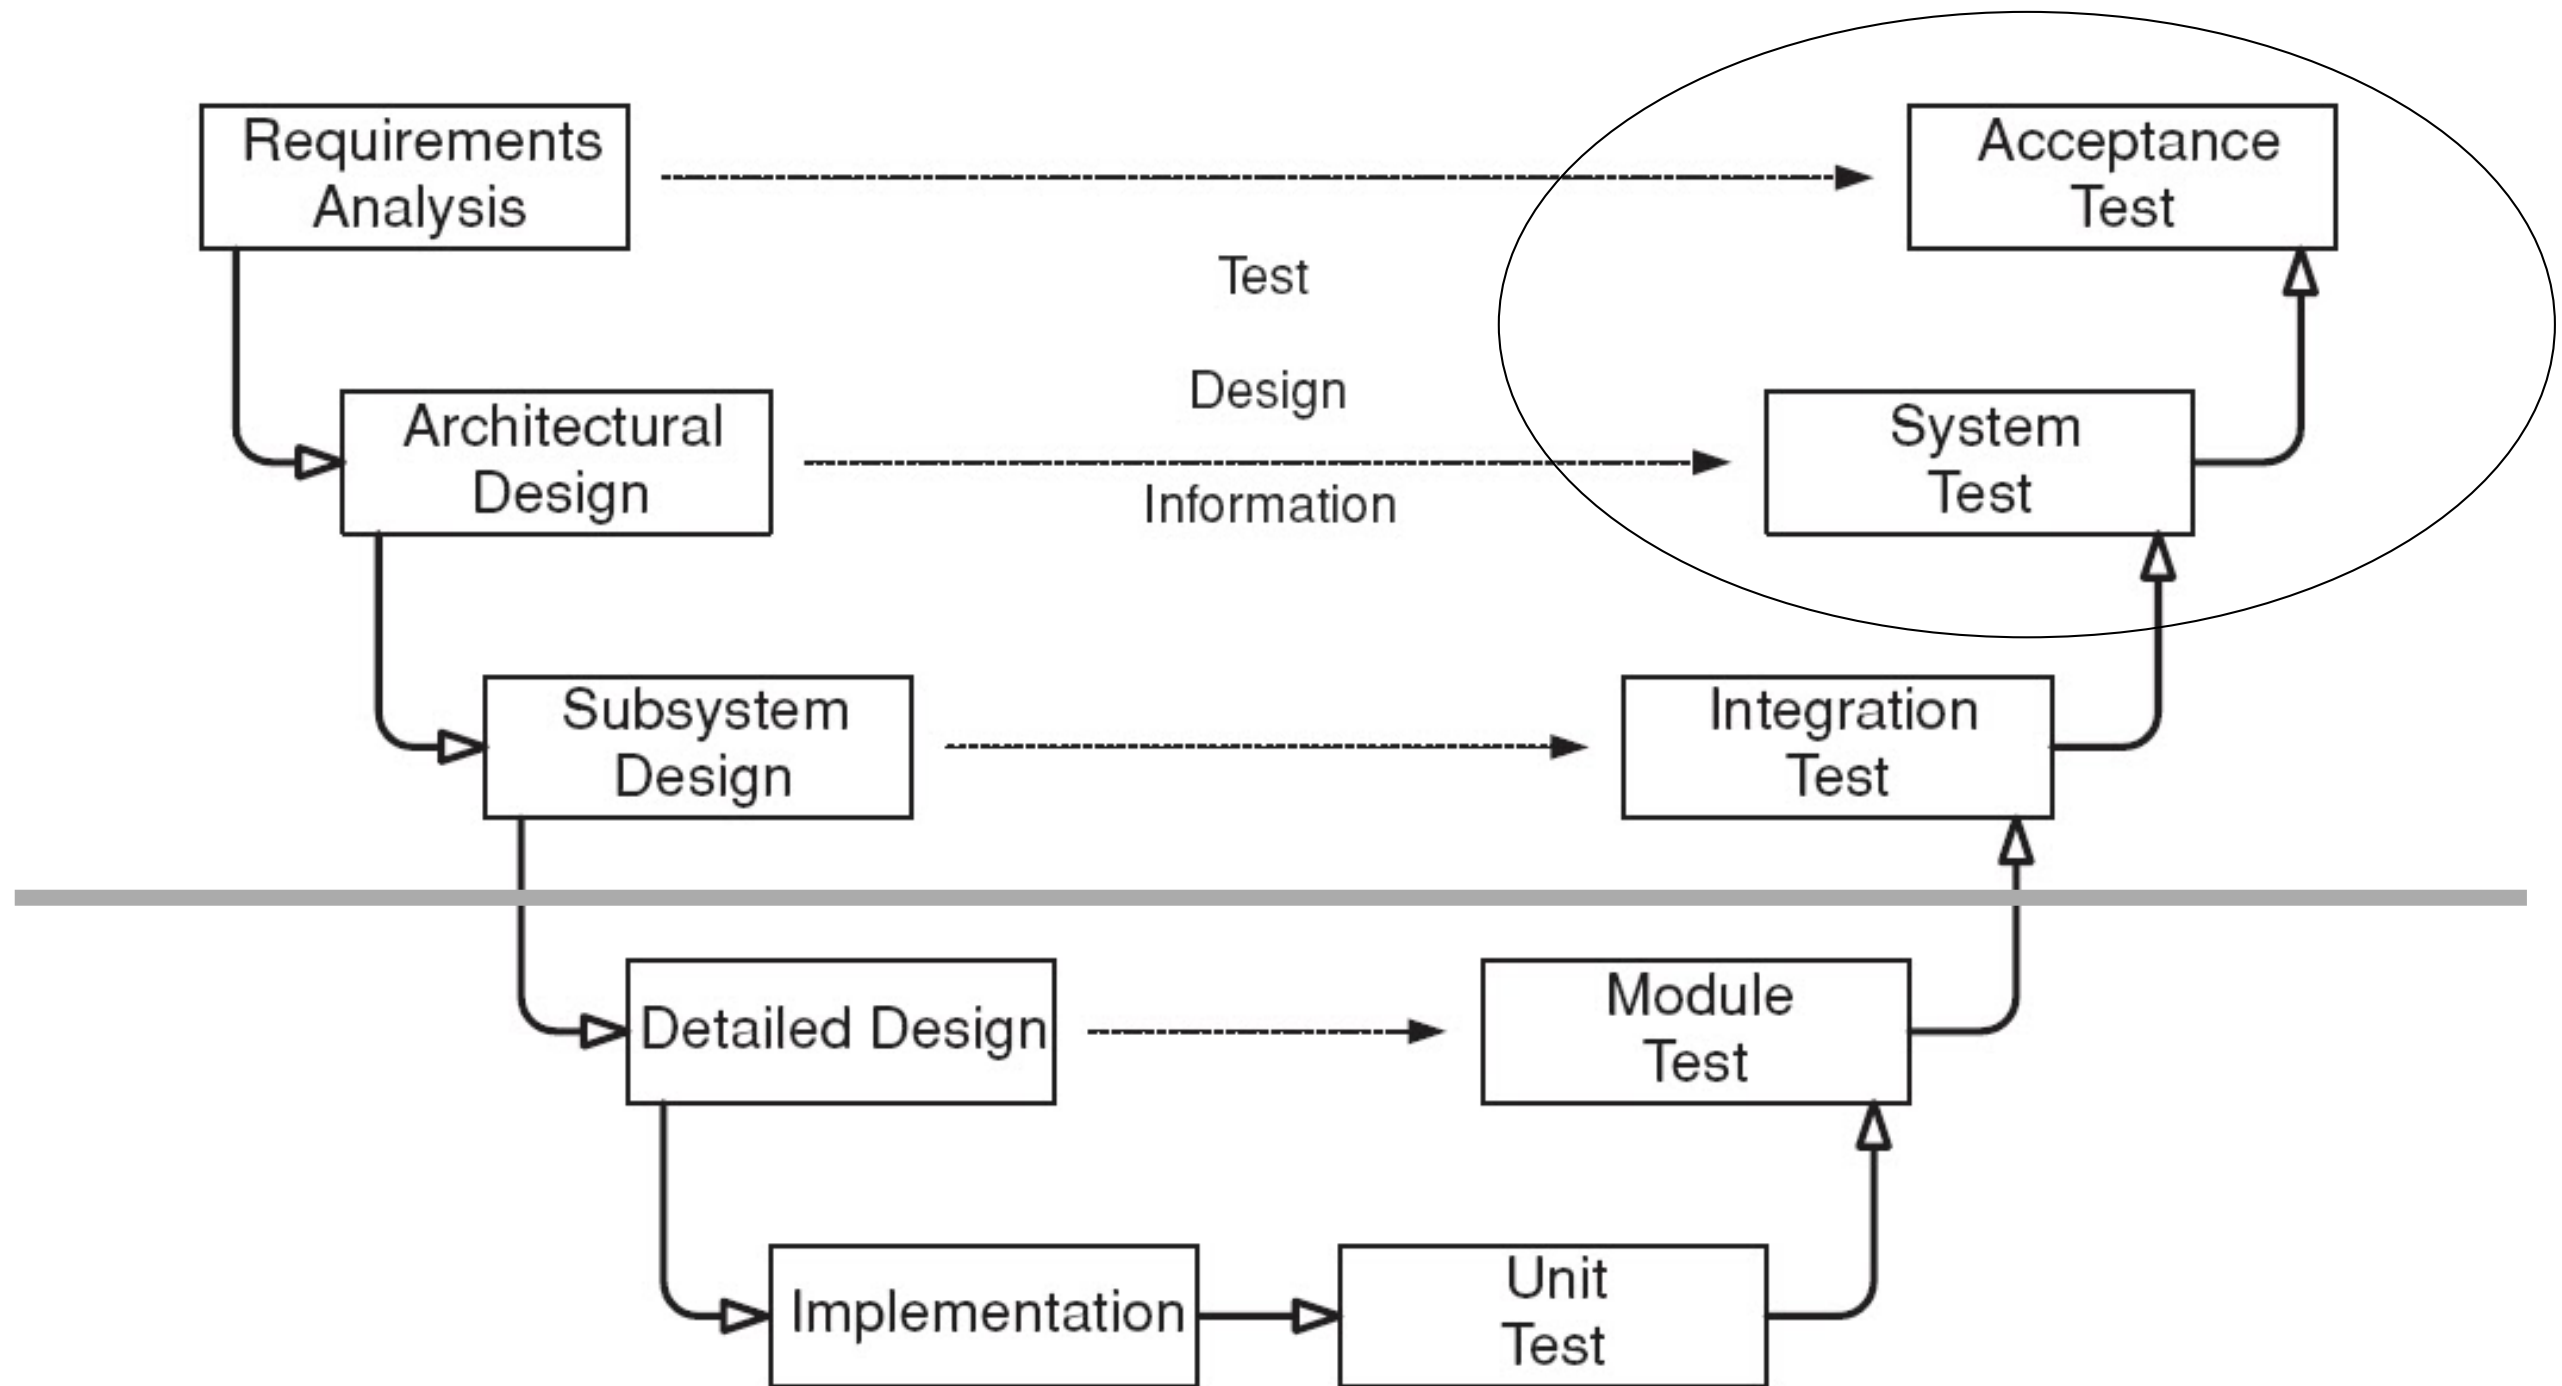 Requirements
Analysis
Acceptance
Test
Test
Design
Information
Architectural
Design
System
Test
Subsystem
Design
Integration
Test
Detailed Design
Module
Test
Implementation
Unit
Test